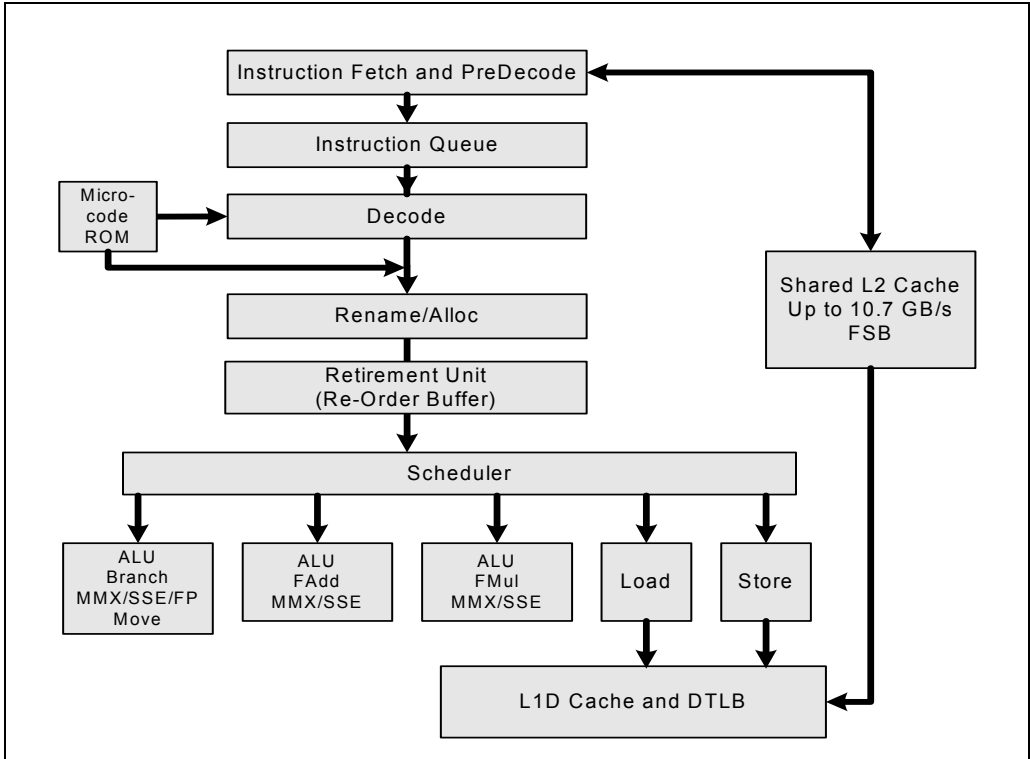 Instruction Fetch and PreDecode
Instruction Queue
Micro-
code
ROM
Decode
Shared L2 Cache
Up to 10.7 GB/s
FSB
Rename/Alloc
Retirement Unit
(Re-Order Buffer)
Scheduler
ALU
Branch
MMX/SSE/FP
Move
ALU
FAdd
MMX/SSE
ALU
FMul
MMX/SSE
Load
Store
L1D Cache and DTLB